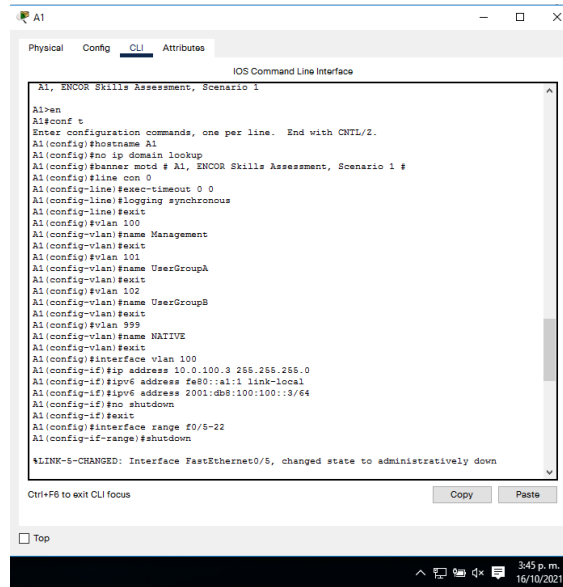 A1
Physical Config CLI Attributes
IOS Command Line Interface
A1, ENCOR Skills Assessment, Scenario 1
A1>en
A1#conf t
Enter configuration commands, one per line. End with CNTL/Z.
A1(config)#hostname A1
A1(config)#no ip domain lookup
A1(config)#banner motd # A1, ENCOR Skills Assessment, Scenario 1 #
A1(config)#line con 0
A1(config-line)#exec-timeout 0 0
A1(config-line)#logging synchronous
A1(config-line)#exit
A1(config)#vlan 100
A1(config-vlan)#name Management
A1(config-vlan)#exit
A1(config)#vlan 101
A1(config-vlan)#name UserGroupA
A1(config-vlan)#exit
A1(config)#vlan 102
A1(config-vlan)#name UserGroupB
A1(config-vlan)#exit
A1(config)#vlan 999
A1(config-vlan)#name NATIVE
A1(config-vlan)#exit
A1(config)#interface vlan 100
A1(config-if)#ip address 10.0.100.3 255.255.255.0
A1(config-if)#ipv6 address fe80::a1:1 link-local
A1(config-if)#ipv6 address 2001:db8:100:100::3/64
A1(config-if)#no shutdown
A1(config-if)#exit
A1(config)#interface range f0/5-22
A1(config-if-range)#shutdown
%LINK-5-CHANGED: Interface FastEthernet0/5, changed state to administratively down
Ctrl+F6 to exit CLI focus
Copy Paste
Top
3:45 p. m.
16/10/2021